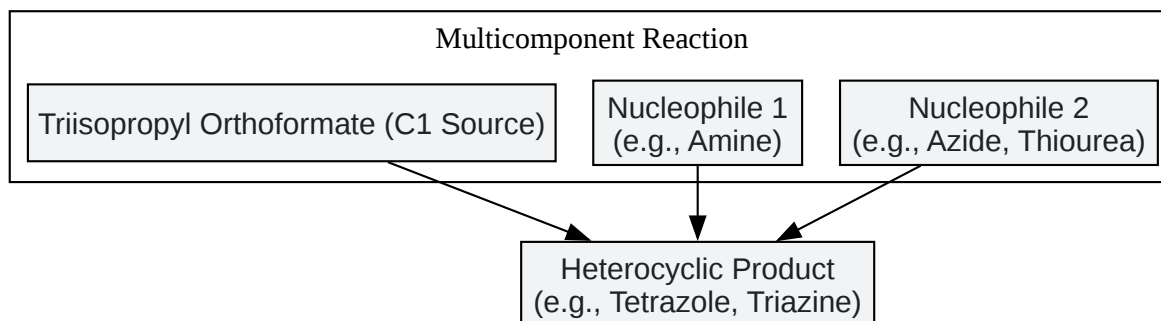 Multicomponent Reaction
Triisopropyl Orthoformate (C1 Source)
Nucleophile 1
(e.g., Amine)
Nucleophile 2
(e.g., Azide, Thiourea)
Heterocyclic Product
(e.g., Tetrazole, Triazine)